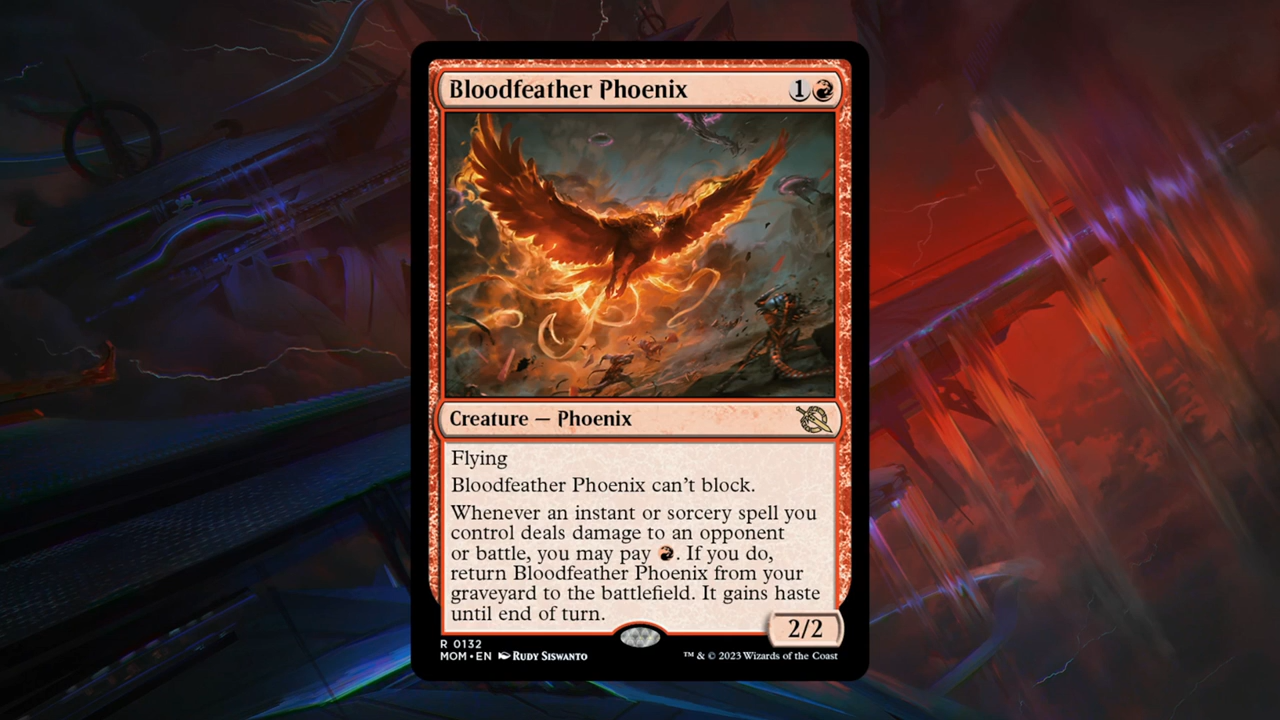 Bloodfeather Phoenix 1
Creature — Phoenix
Flying
Bloodfeather Phoenix can't block.
Whenever an instant or sorcery spell you
control deals damage to an opponent
or battle, you may pay . If you do,
return Bloodfeather Phoenix from your
graveyard to the battlefield. It gains haste
until end of turn.
2/2
R 0132
MOM • EN Rudy Siswanto
™ & © 2023 Wizards of the Coast